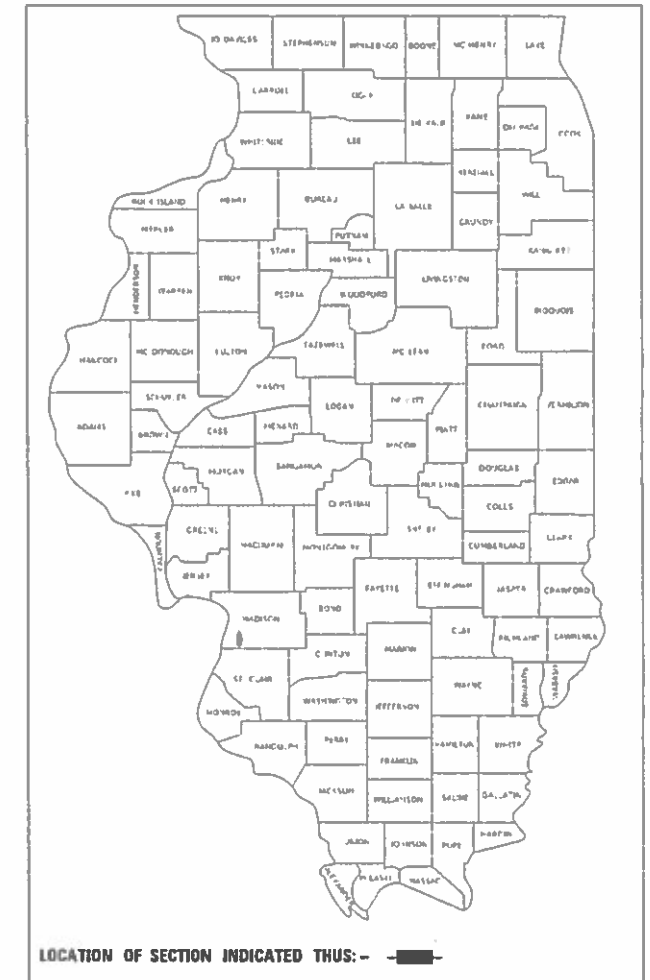 JO DAVIESS STEPHENSON WINNEBAGO BOONE MC HENRY LAKE
CARROLL OGLE
DE KALB KANE DU PAGE COOK
WHITESIDE LEE
KENDALL
HENRY BUREAU LA SALLE WILL
ROCK ISLAND
GRUNDY
MERCER PUTNAM
STARK MARSHALL KANKAKEE
HENDERSON WARREN KNOX PEORIA WOODFORD LIVINGSTON
IROQUOIS
TAZEWELL MC LEAN FORD
HANCOCK MC DONOUGH FULTON
MASON
SCHUYLER LOGAN DE WITT CHAMPAIGN VERMILION
ADAMS BROWN CASS MENARD PIATT
MACON
MORGAN SANGAMON DOUGLAS
PIKE SCOTT CHRISTIAN MOULTRIE EDGAR
COLES
GREENE MACOUPIN MONTGOMERY SHELBY
CALHOUN CUMBERLAND CLARK
JERSEY FAYETTE EFFINGHAM JASPER CRAWFORD
BOND
MADISON CLAY RICHLAND LAWRENCE
CLINTON MARION
ST. CLAIR WAYNE EDWARDS WABASH
WASHINGTON JEFFERSON
MONROE
RANDOLPH PERRY HAMILTON WHITE
FRANKLIN
JACKSON WILLIAMSON SALINE GALLATIN
UNION JOHNSON POPE HARDIN
ALEXANDER PULASKI MASSAC
LOCATION OF SECTION INDICATED THUS:-